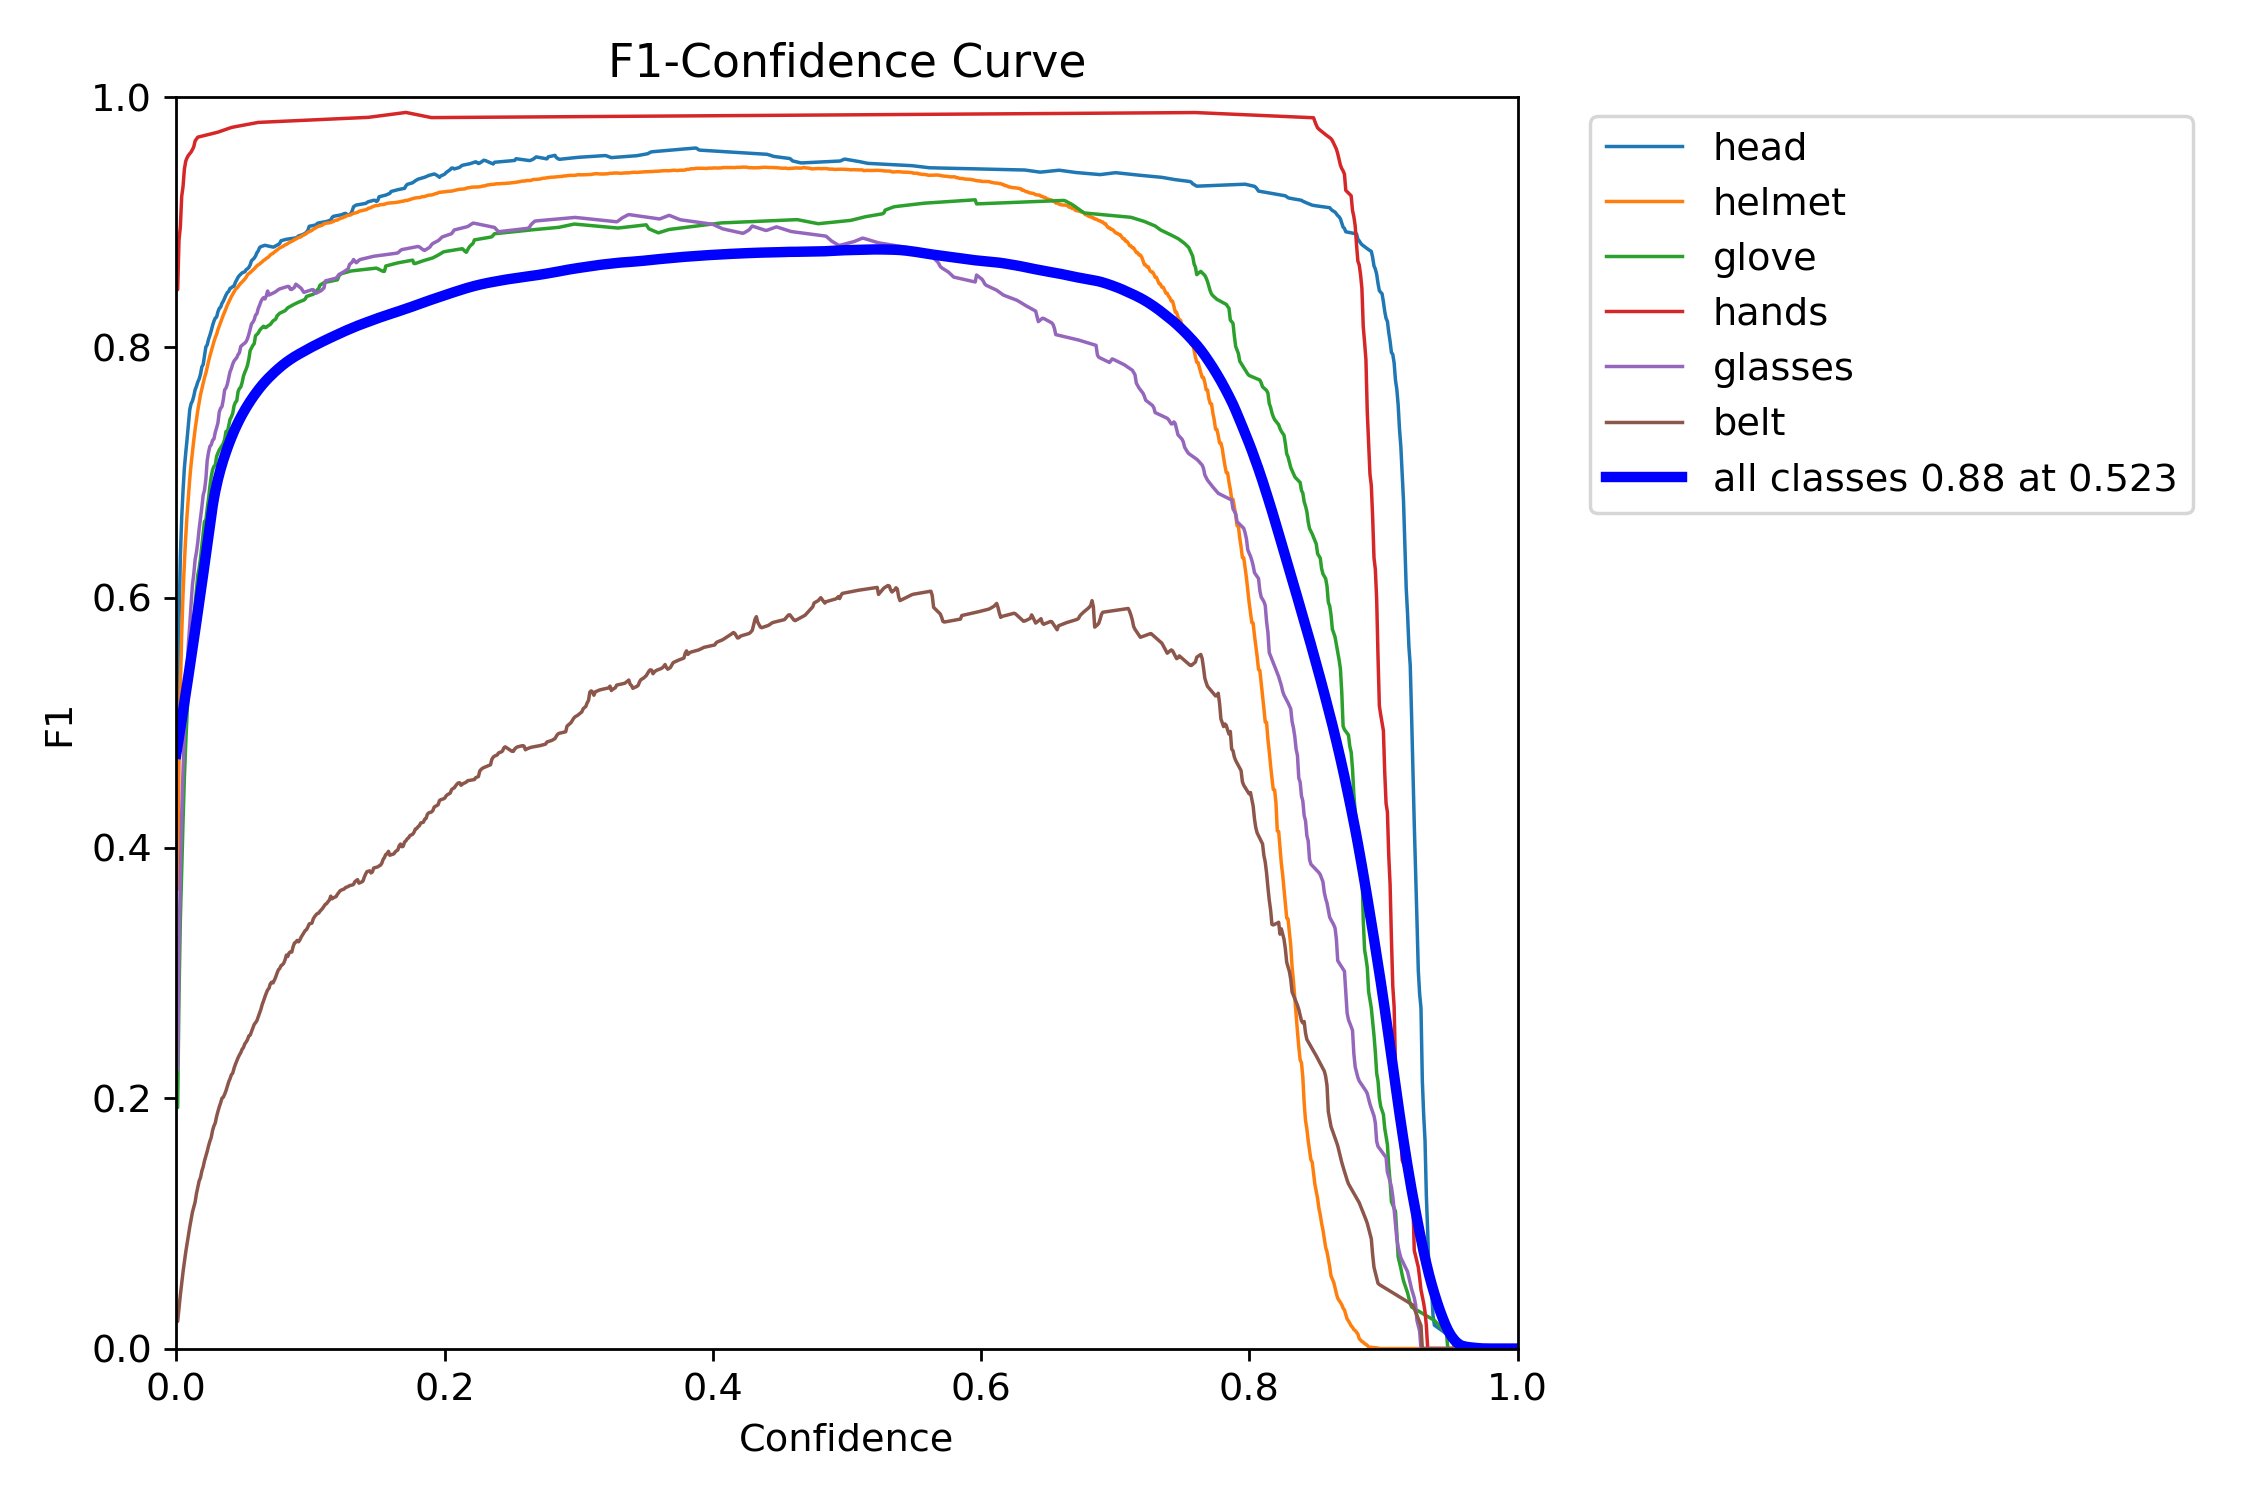 F1-Confidence Curve
1.0
0.8
0.6
0.4
0.2
0.0
F1
0.0 0.2 0.4 0.6 0.8 1.0
Confidence
head
helmet
glove
hands
glasses
belt
all classes 0.88 at 0.523